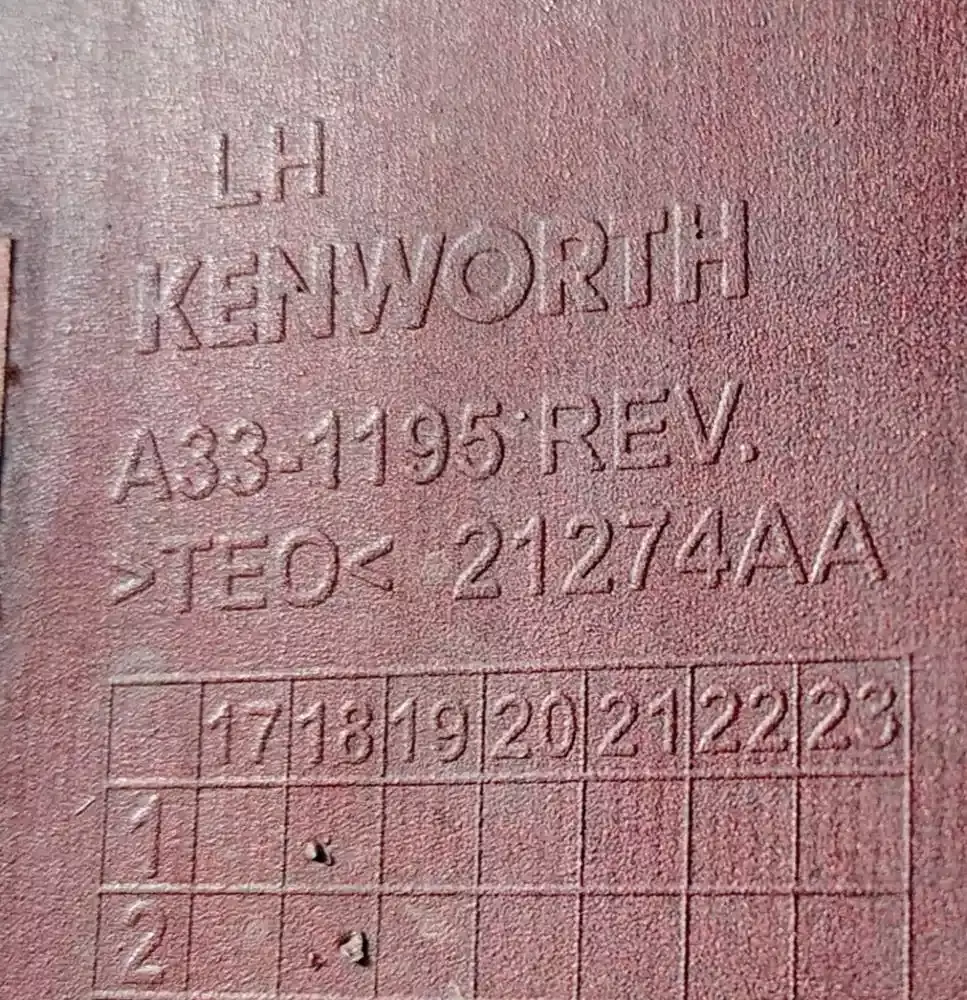 LH
KENWORTH
A33-1195 REV.
>TEO< 21274AA
17 18 19 20 21 22 23
1
2